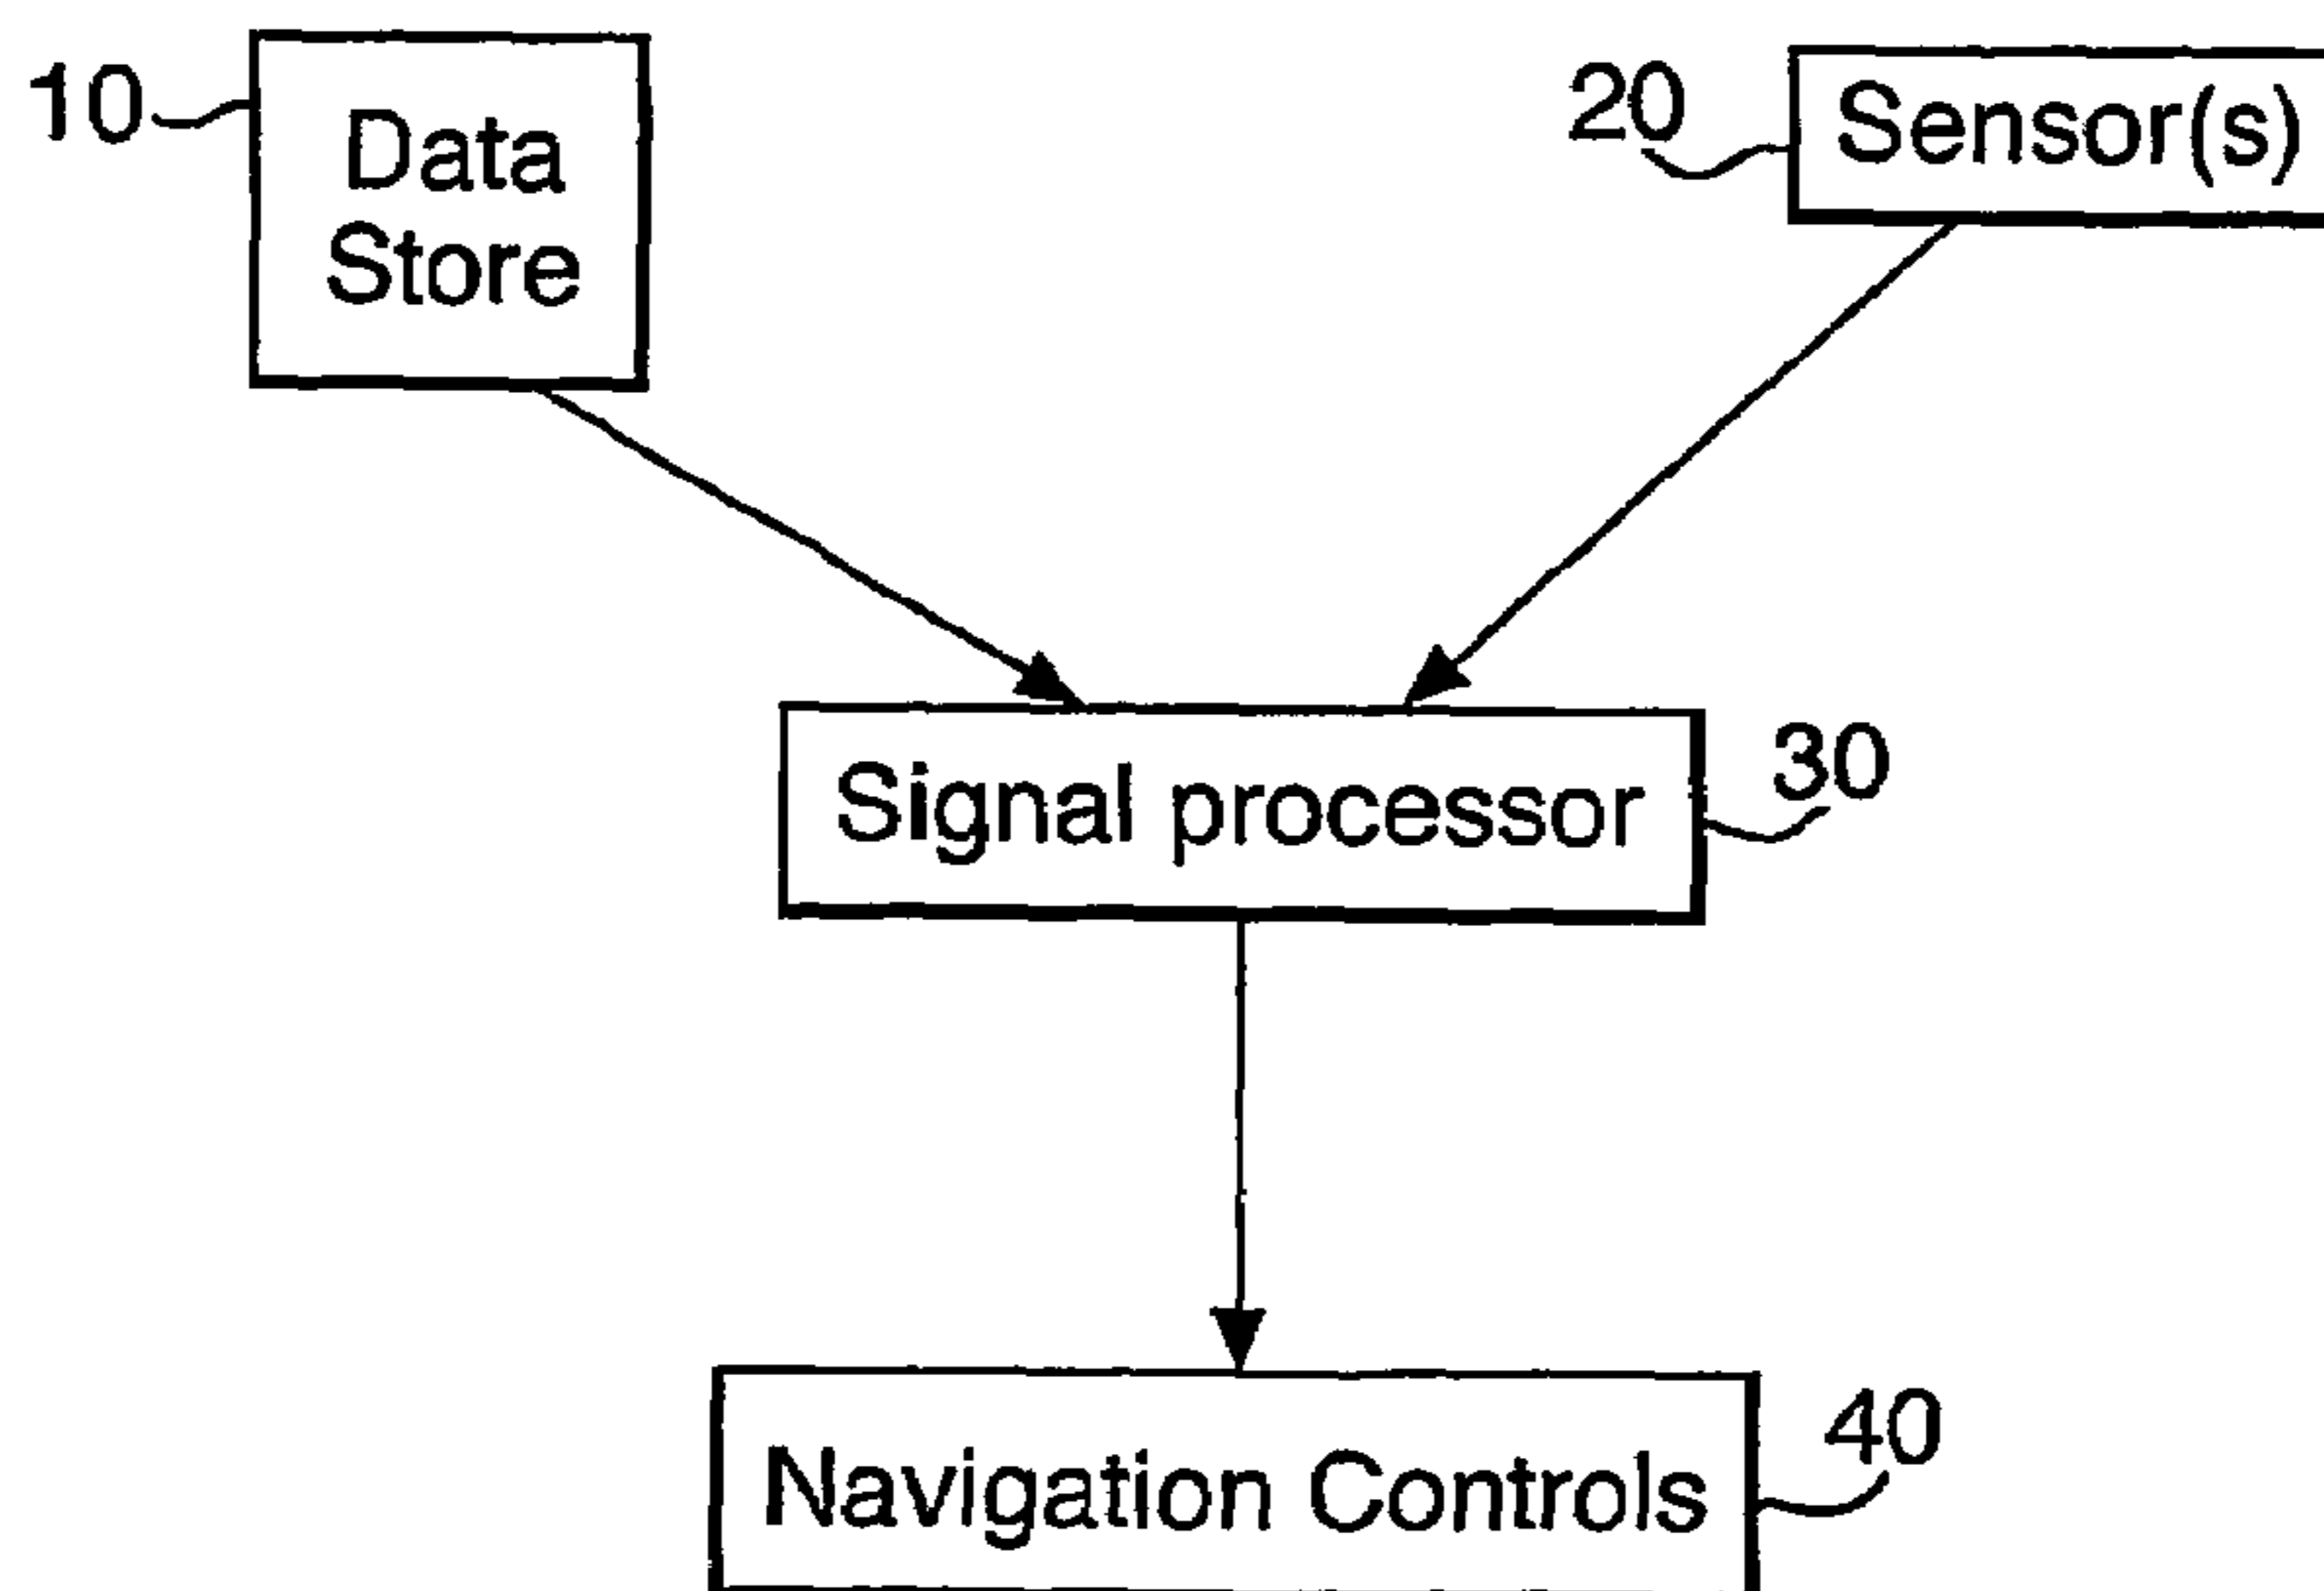 10
Data
Store
20
Sensor(s)
Signal processor
30
Navigation Controls
40